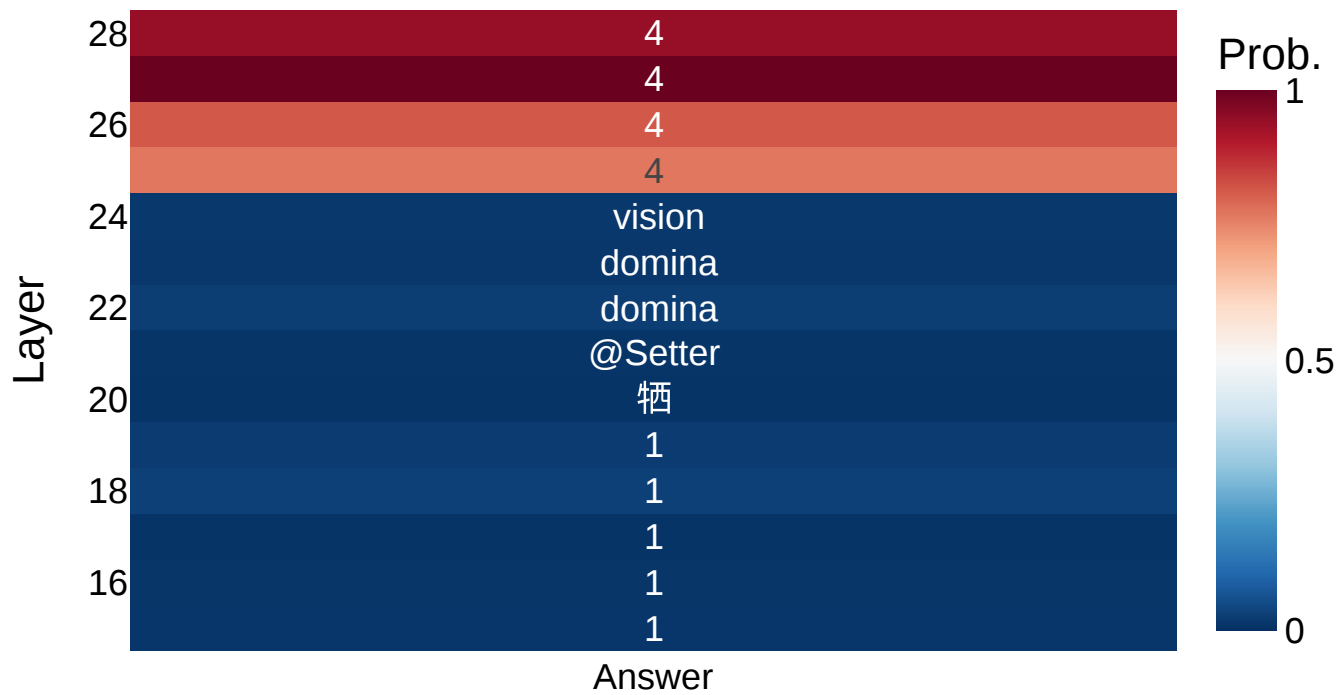 Prob.
28 4
4
26 4
4
24 vision
domina
22 domina
@Setter
20 牺
1
18 1
1
16 1
1
Layer
Answer
1
0.5
0